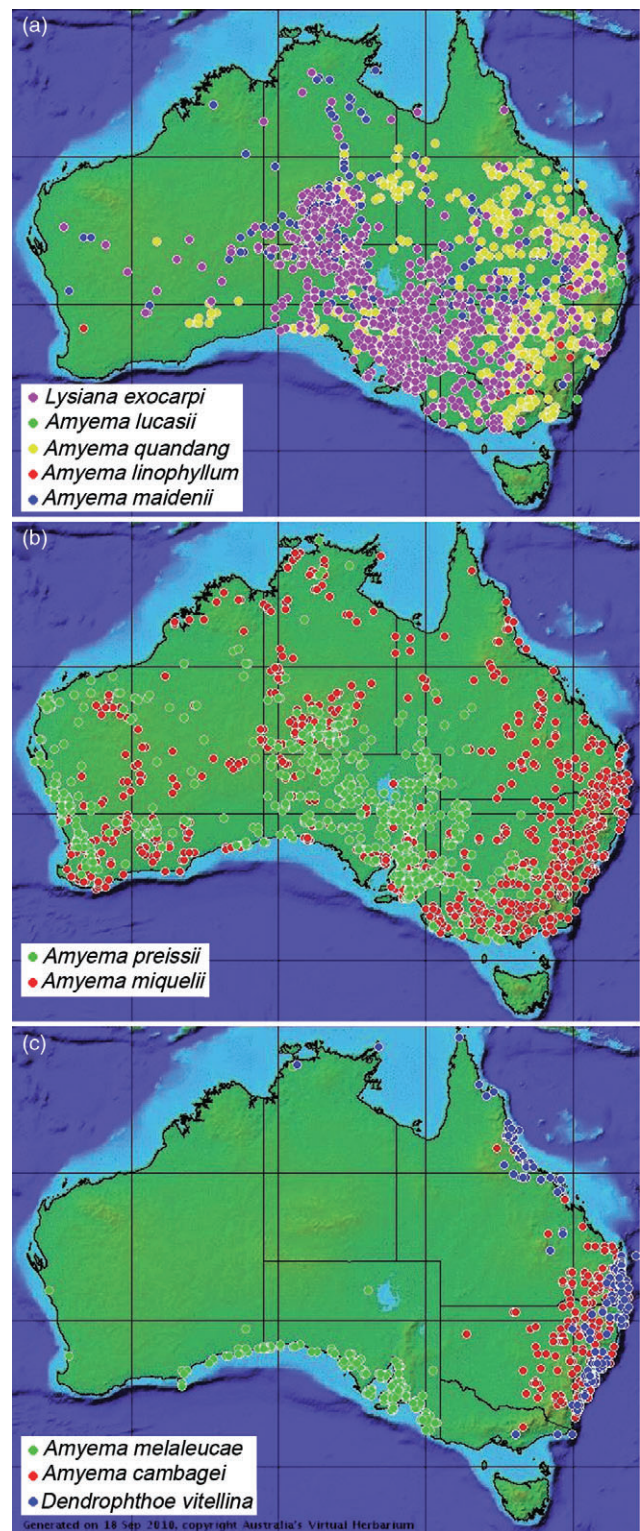 (a)
Lysiana exocarpi
Amyema lucasii
Amyema quandang
Amyema linophyllum
Amyema maidenii
(b)
Amyema preissii
Amyema miquelii
(c)
Amyema melaleucae
Amyema cambagei
Dendrophthoe vitellina
Generated on 18 Sep 2010, copyright Australia's Virtual Herbarium